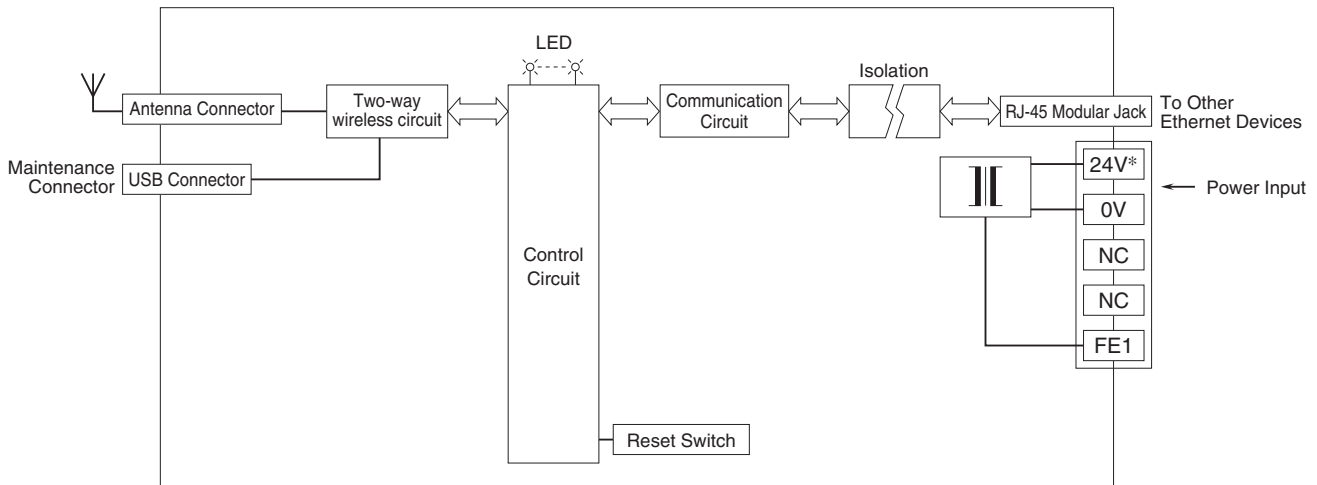 LED
Isolation
Antenna Connector
Two-way
wireless circuit
Communication
Circuit
RJ-45 Modular Jack
To Other
Ethernet Devices
Maintenance
Connector
USB Connector
24V*
Power Input
0V
Control
Circuit
NC
NC
FE1
Reset Switch